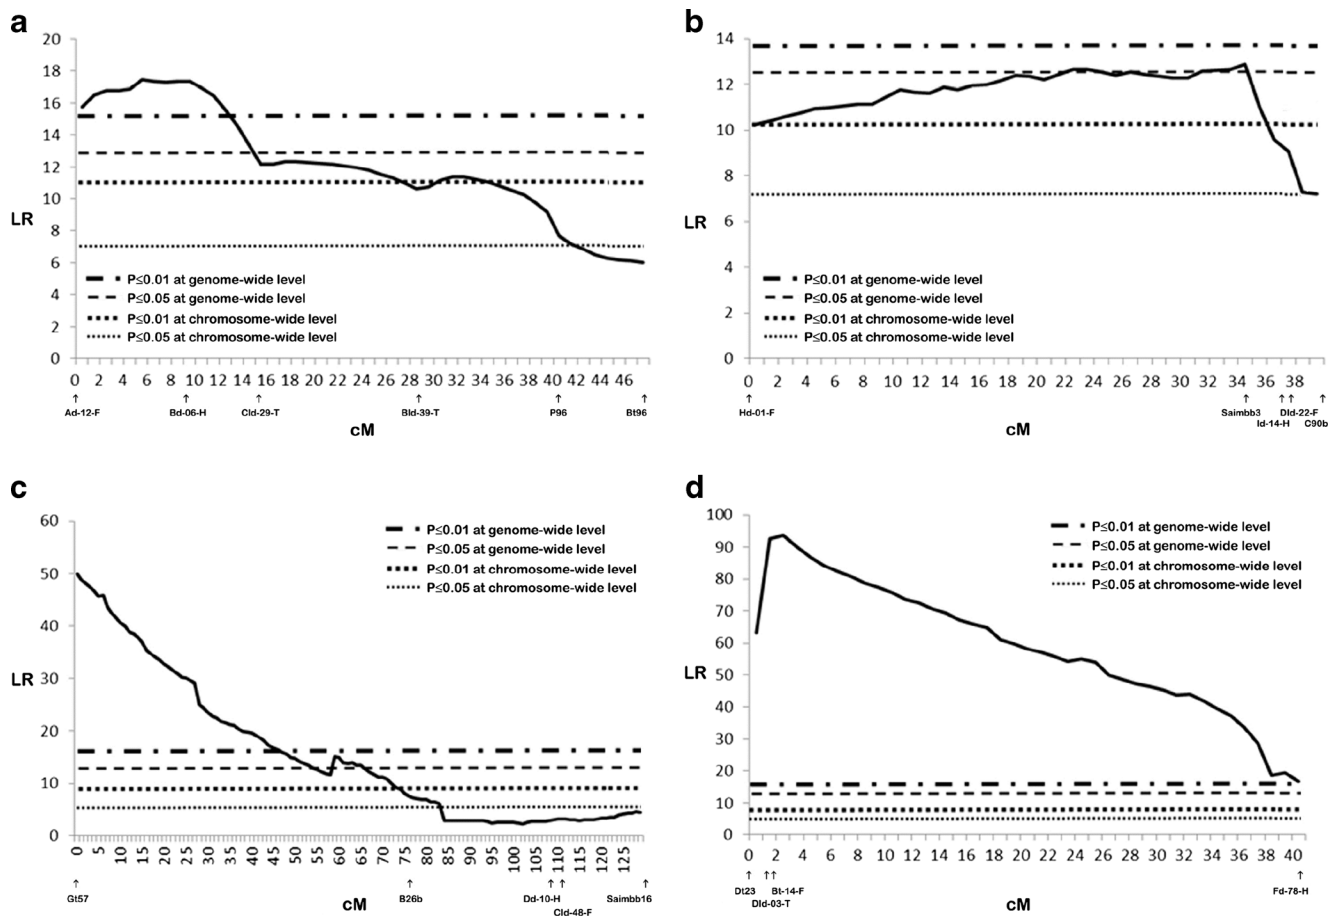 a
20
18
16
14
12
10
8
6
4
2
0
LR
P≤0.01 at genome-wide level
P≤0.05 at genome-wide level
P≤0.01 at chromosome-wide level
P≤0.05 at chromosome-wide level
0 2 4 6 8 10 12 14 16 18 20 22 24 26 28 30 32 34 36 38 40 42 44 46
Ad-12-F Bd-06-H Cld-29-T Bld-39-T P96 Bt96
cM
b
14
12
10
8
6
4
2
0
LR
P≤0.01 at genome-wide level
P≤0.05 at genome-wide level
P≤0.01 at chromosome-wide level
P≤0.05 at chromosome-wide level
0 2 4 6 8 10 12 14 16 18 20 22 24 26 28 30 32 34 36 38
Hd-01-F Saimbb3 Dld-22-F
Id-14-H C90b
cM
c
60
50
40
30
20
10
0
LR
P≤0.01 at genome-wide level
P≤0.05 at genome-wide level
P≤0.01 at chromosome-wide level
P≤0.05 at chromosome-wide level
0 5 10 15 20 25 30 35 40 45 50 55 60 65 70 75 80 85 90 95 100 105 110 115 120 125
Gt57 B26b Dd-10-H Saimbb16
Cld-48-F
cM
d
100
90
80
70
60
50
40
30
20
10
0
LR
P≤0.01 at genome-wide level
P≤0.05 at genome-wide level
P≤0.01 at chromosome-wide level
P≤0.05 at chromosome-wide level
0 2 4 6 8 10 12 14 16 18 20 22 24 26 28 30 32 34 36 38 40
Dt23 Bt-14-F Fd-78-H
Dld-03-T
cM